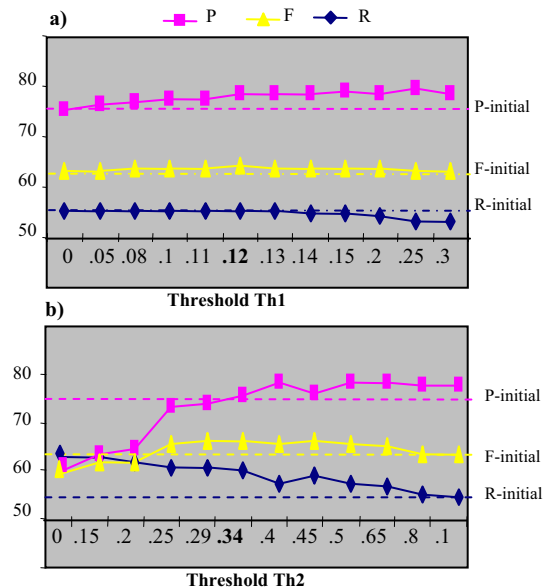 P F R
a)
80
70
60
50
P-initial
F-initial
R-initial
0 .05 .08 .1 .11 .12 .13 .14 .15 .2 .25 .3
Threshold Th1
b)
80
70
60
50
P-initial
F-initial
R-initial
0 .15 .2 .25 .29 .34 .4 .45 .5 .65 .8 .1
Threshold Th2